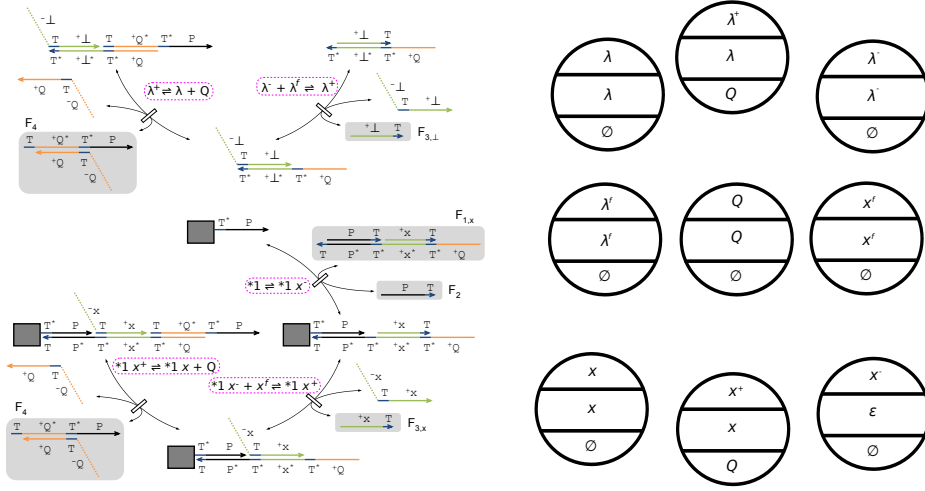 ⁻⊥
T ⁺⊥ T ⁺Q* T* P
T* ⁺⊥* T* ⁺Q
λ⁺ ⇌ λ + Q
⁺Q T ⁻Q
F₄
T ⁺Q* T* P
⁺Q T
⁻Q
⁺⊥ T
T* ⁺⊥* T* ⁺Q
λ⁻ + λᶠ ⇌ λ⁺
⁻⊥
T ⁺⊥
⁺⊥ T
F₃,⊥
⁻⊥
T ⁺⊥
T* ⁺⊥* T* ⁺Q
T* P
F₁,ₓ
P T ⁺x T
T P* T* ⁺x* T* ⁺Q
*1 ⇌ *1 x⁻
P T
F₂
⁻x
T* P T ⁺x T ⁺Q* T* P
T P* T* ⁺x* T* ⁺Q
T* P ⁺x T
T P* T* ⁺x* T* ⁺Q
*1 x⁺ ⇌ *1 x + Q
*1 x⁻ + xᶠ ⇌ *1 x⁺
⁺Q T ⁻Q
F₄
T ⁺Q* T* P
⁺Q T
⁻Q
⁻x
T ⁺x
⁺x T
F₃,ₓ
⁻x
T* P T ⁺x
T P* T* ⁺x* T* ⁺Q
λ
λ
∅
λ⁺
λ
Q
λ⁻
λ⁻
∅
λᶠ
λᶠ
∅
Q
Q
∅
xᶠ
xᶠ
∅
x
x
∅
x⁺
x
Q
x⁻
ε
∅